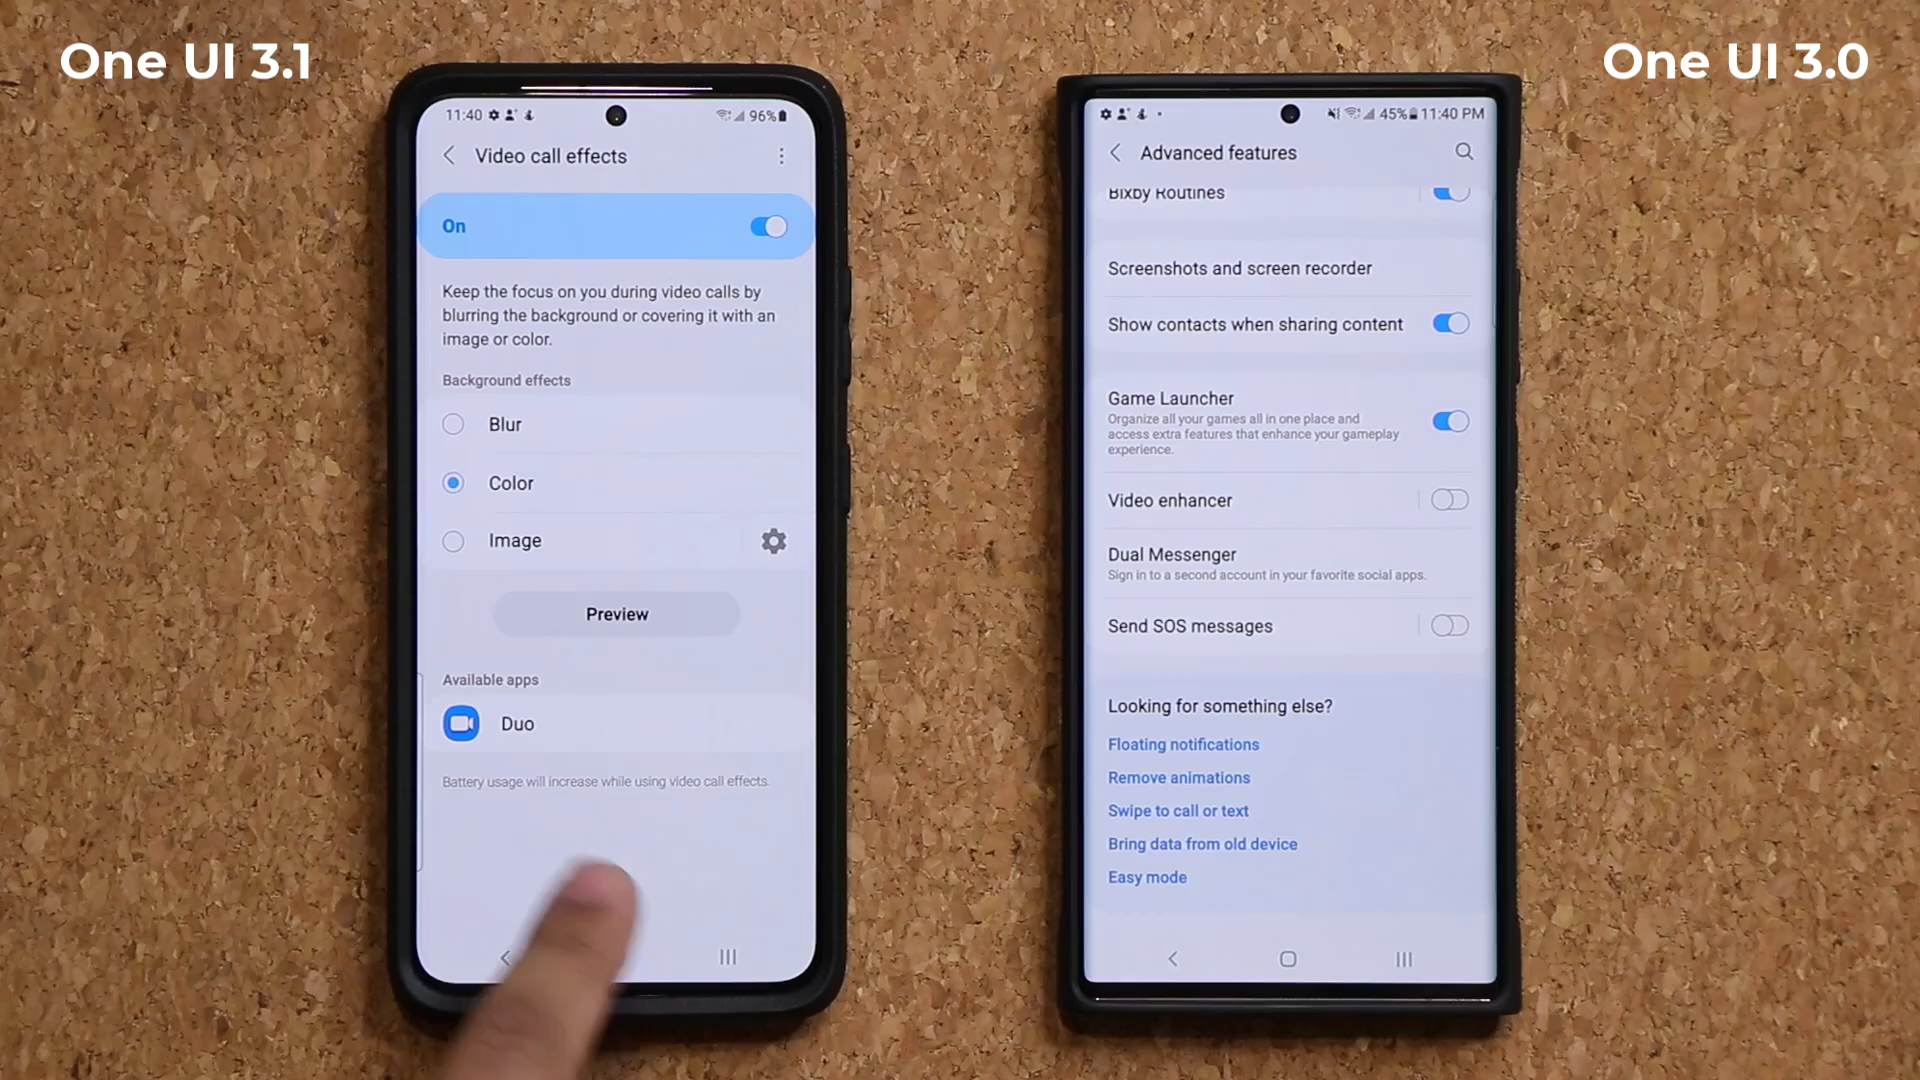 One UI 3.1
One UI 3.0
11:40
96%
Video call effects
On
Keep the focus on you during video calls by
blurring the background or covering it with an
image or color.
Background effects
Blur
Color
Image
Preview
Available apps
Duo
Battery usage will increase while using video call effects.
45% 11:40 PM
Advanced features
Bixby Routines
Screenshots and screen recorder
Show contacts when sharing content
Game Launcher
Organize all your games all in one place and
access extra features that enhance your gameplay
experience.
Video enhancer
Dual Messenger
Sign in to a second account in your favorite social apps.
Send SOS messages
Looking for something else?
Floating notifications
Remove animations
Swipe to call or text
Bring data from old device
Easy mode